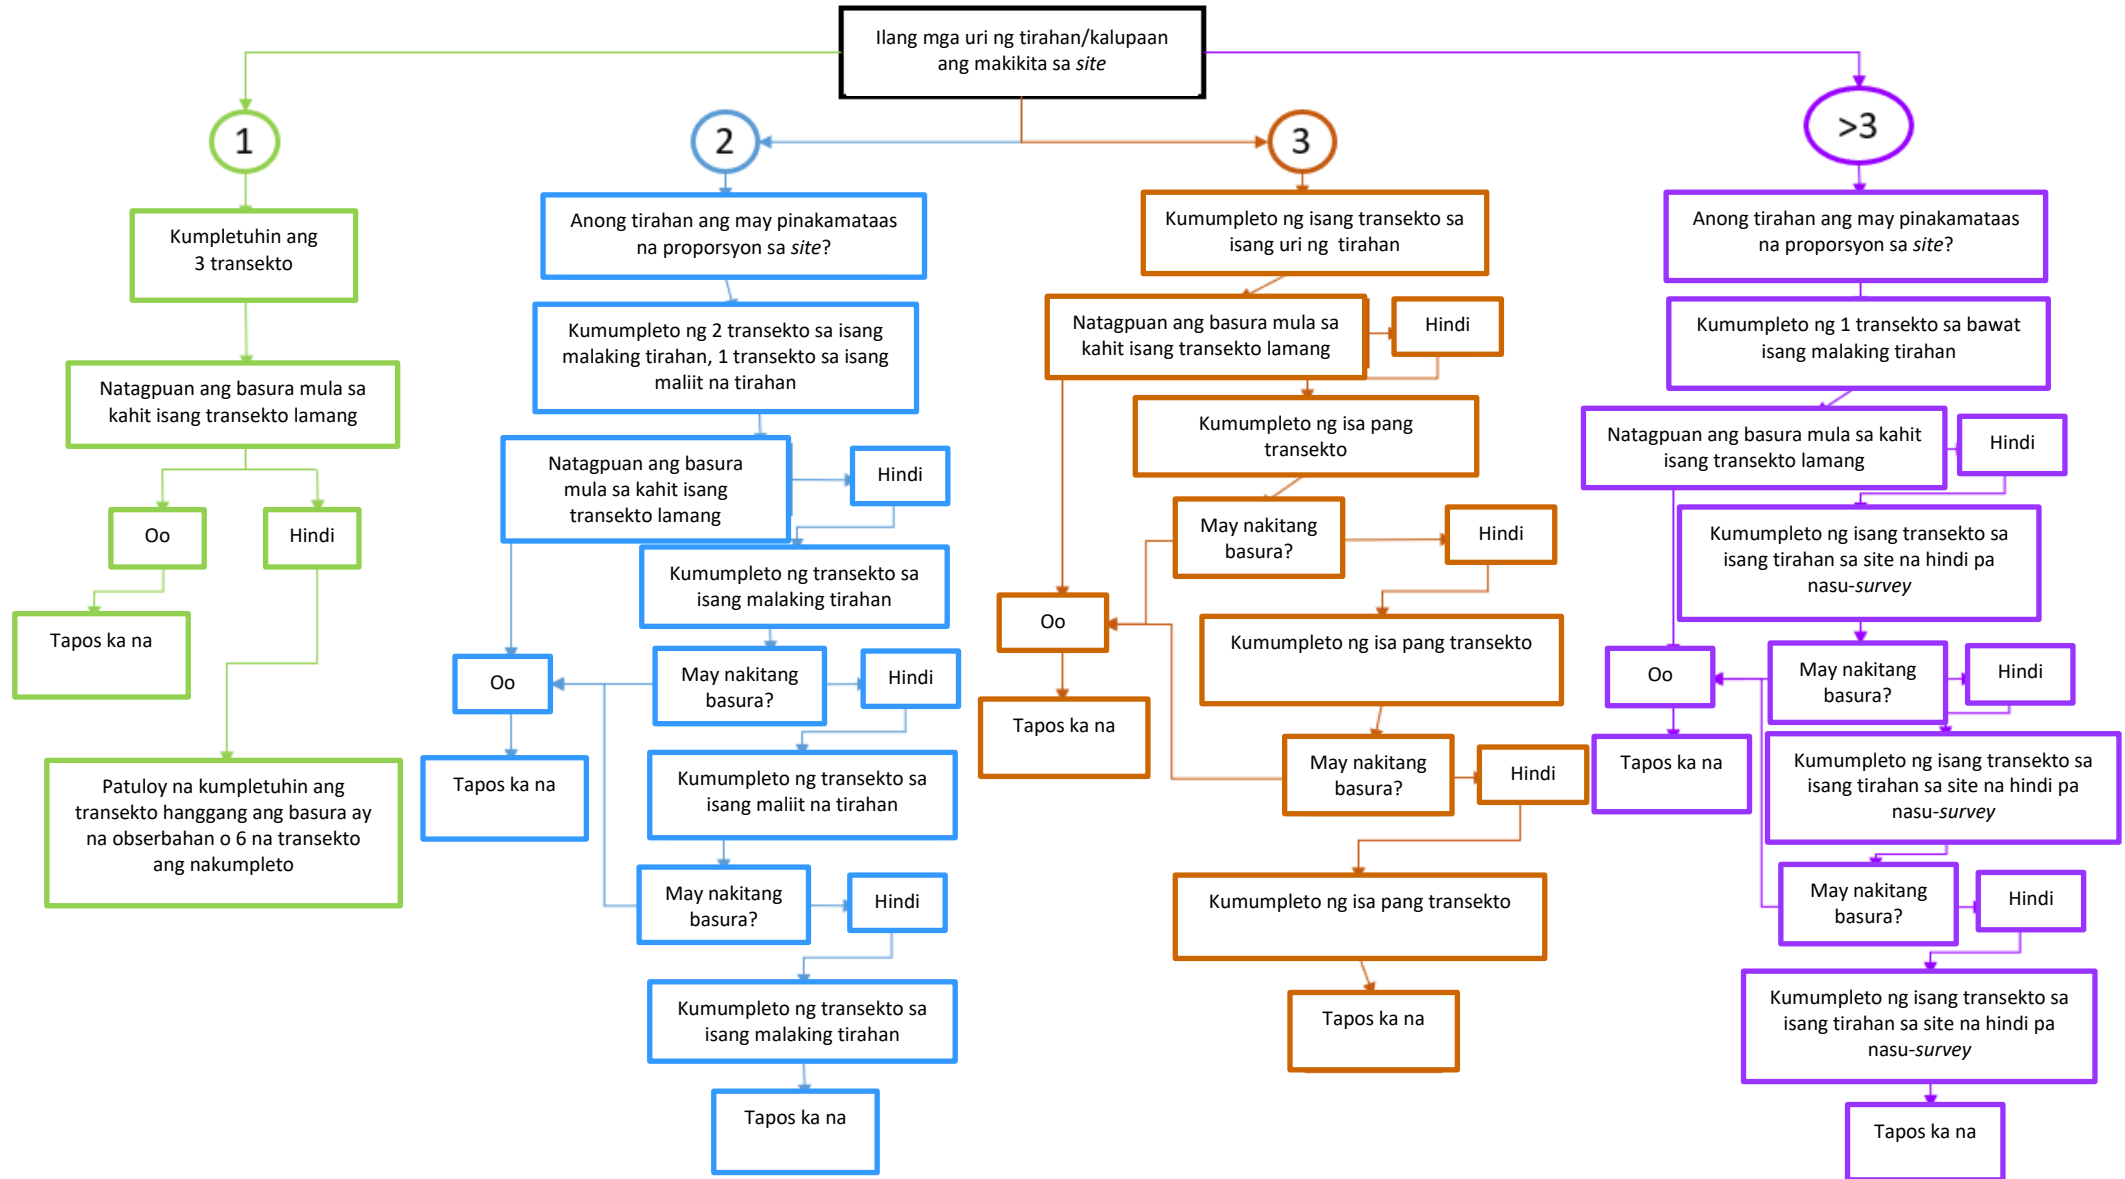 Ilang mga uri ng tirahan/kalupaan
ang makikita sa site
1
Kumpletuhin ang
3 transekto
Natagpuan ang basura mula sa
kahit isang transekto lamang
Oo
Hindi
Tapos ka na
Patuloy na kumpletuhin ang
transekto hanggang ang basura ay
na obserbahan o 6 na transekto
ang nakumpleto
2
Anong tirahan ang may pinakamataas
na proporsyon sa site?
Kumumpleto ng 2 transekto sa isang
malaking tirahan, 1 transekto sa isang
maliit na tirahan
Natagpuan ang basura
mula sa kahit isang
transekto lamang
Hindi
Kumumpleto ng transekto sa
isang malaking tirahan
Oo
May nakitang
basura?
Hindi
Tapos ka na
Kumumpleto ng transekto sa
isang maliit na tirahan
May nakitang
basura?
Hindi
Kumumpleto ng transekto sa
isang malaking tirahan
Tapos ka na
3
Kumumpleto ng isang transekto sa
isang uri ng tirahan
Natagpuan ang basura mula sa
kahit isang transekto lamang
Hindi
Kumumpleto ng isa pang
transekto
May nakitang
basura?
Hindi
Oo
Kumumpleto ng isa pang transekto
Tapos ka na
May nakitang
basura?
Hindi
Kumumpleto ng isa pang transekto
Tapos ka na
>3
Anong tirahan ang may pinakamataas
na proporsyon sa site?
Kumumpleto ng 1 transekto sa bawat
isang malaking tirahan
Natagpuan ang basura mula sa kahit
isang transekto lamang
Hindi
Kumumpleto ng isang transekto sa
isang tirahan sa site na hindi pa
nasu-survey
Oo
May nakitang
basura?
Hindi
Tapos ka na
Kumumpleto ng isang transekto sa
isang tirahan sa site na hindi pa
nasu-survey
May nakitang
basura?
Hindi
Kumumpleto ng isang transekto sa
isang tirahan sa site na hindi pa
nasu-survey
Tapos ka na